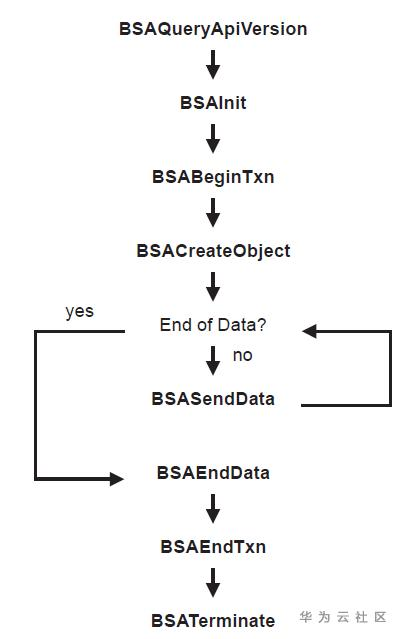 BSAQueryApiVersion
BSAInit
BSABeginTxn
BSACreateObject
yes
End of Data?
no
BSASendData
BSAEndData
BSAEndTxn
BSATerminate
华为云社区